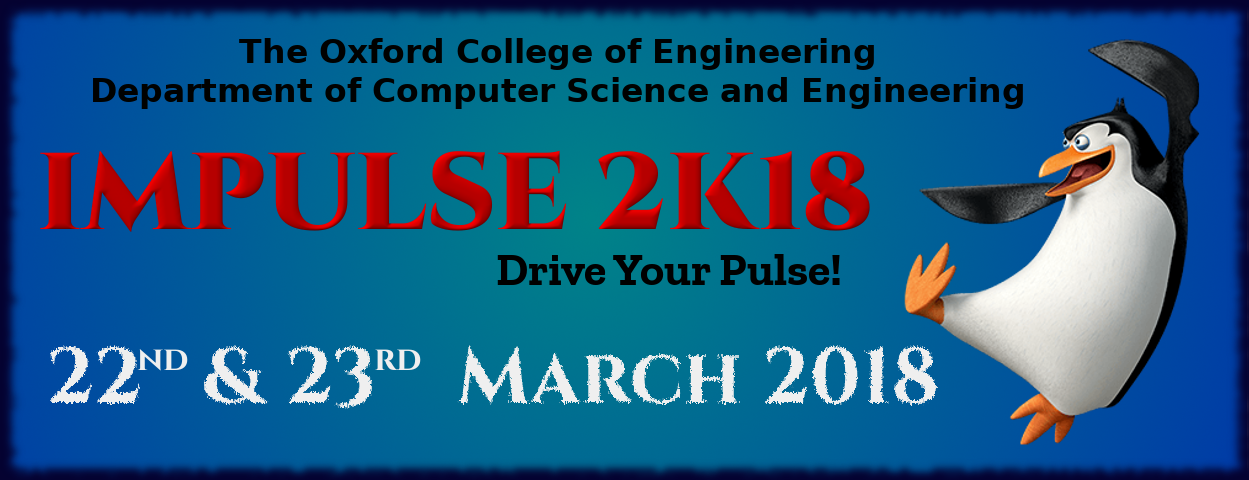 The Oxford College of Engineering
Department of Computer Science and Engineering
IMPULSE 2K18
Drive Your Pulse!
22ND & 23RD March 2018